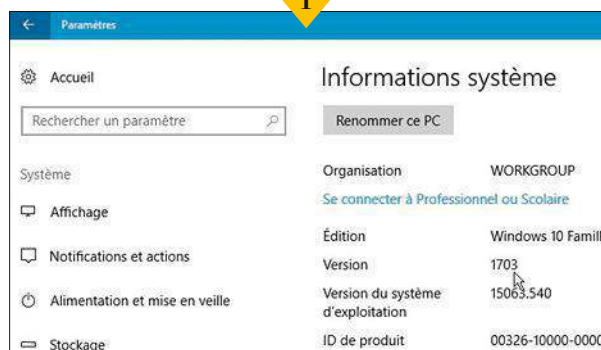 1
Paramètres
Accueil
Informations système
Rechercher un paramètre
Renommer ce PC
Système
Organisation WORKGROUP
Se connecter à Professionnel ou Scolaire
Affichage
Édition Windows 10 Famill
Notifications et actions
Version 1703
Alimentation et mise en veille
Version du système d'exploitation 15063.540
Stockage
ID de produit 00326-10000-0000